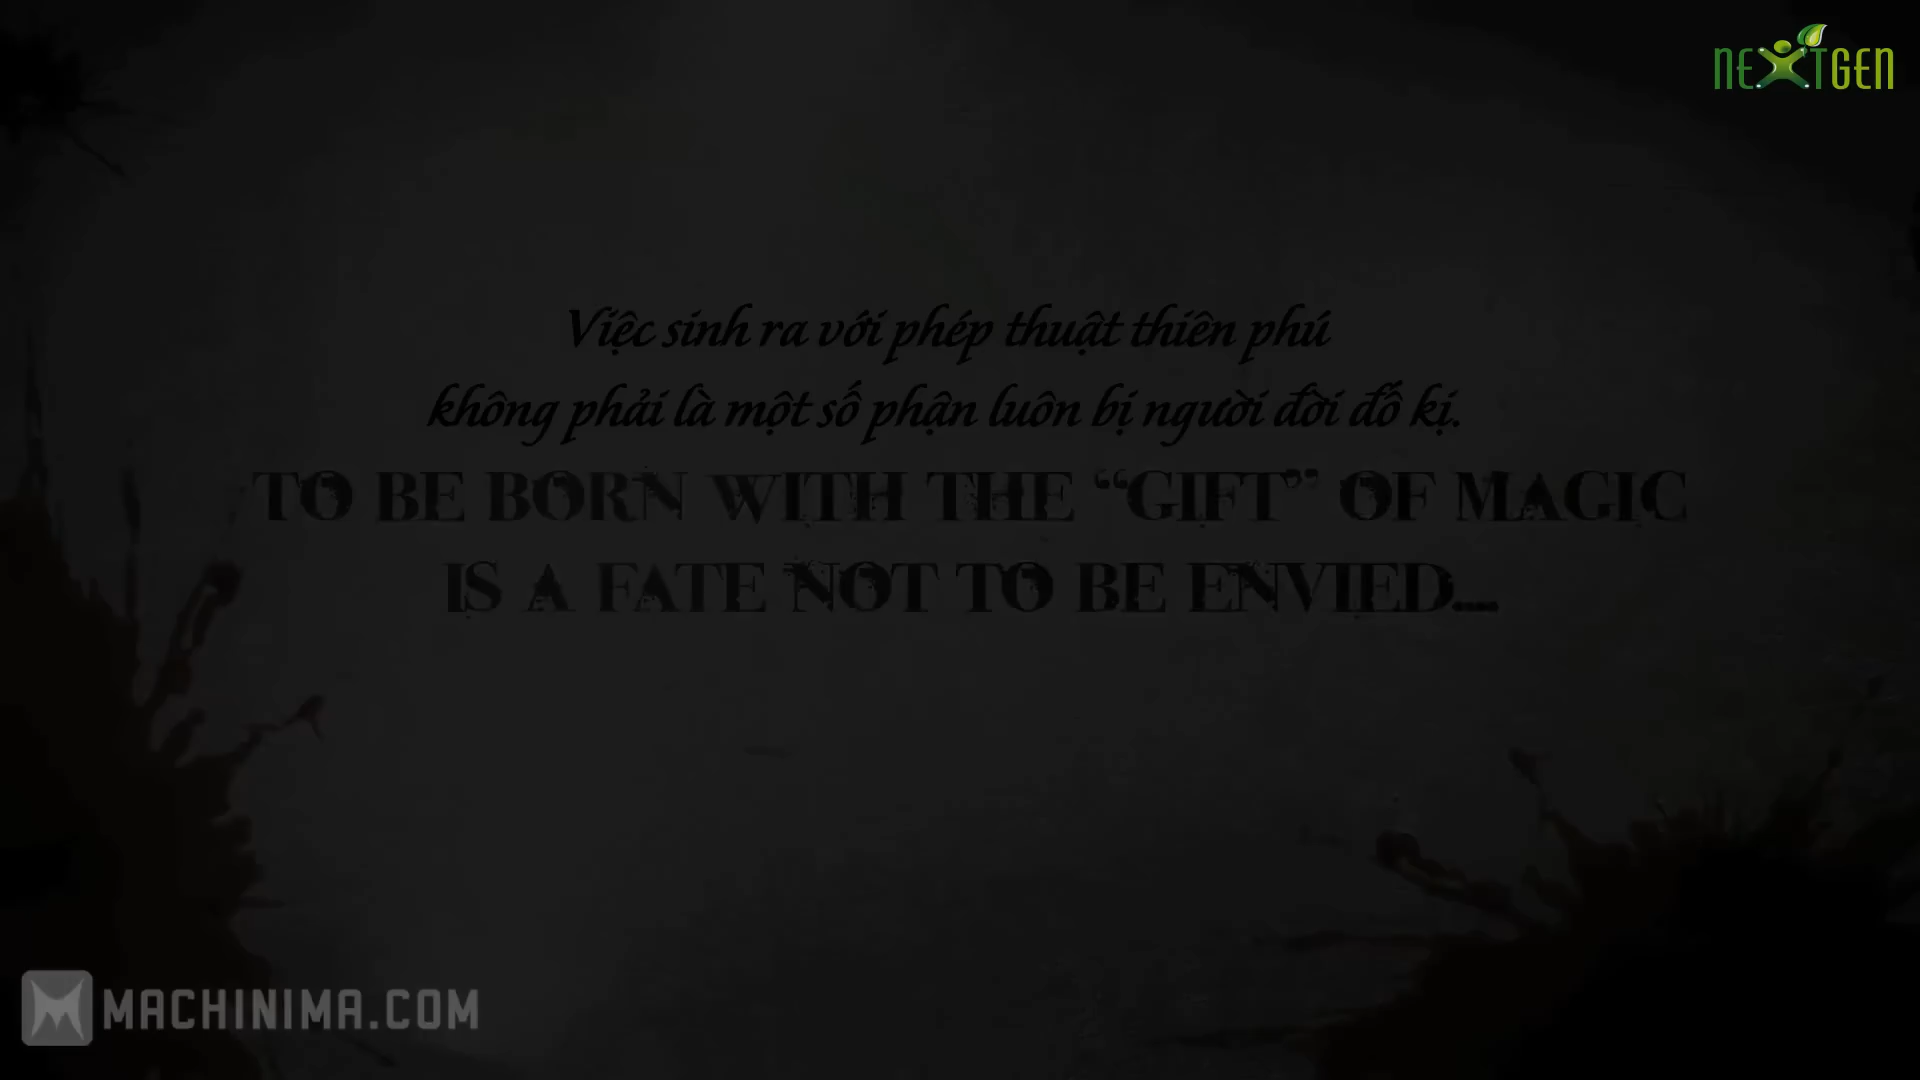 NEXTGEN
Việc sinh ra với phép thuật thiên phú
không phải là một số phận luôn bị người đời đố kị.
TO BE BORN WITH THE “GIFT” OF MAGIC
IS A FATE NOT TO BE ENVIED....
MACHINIMA.COM